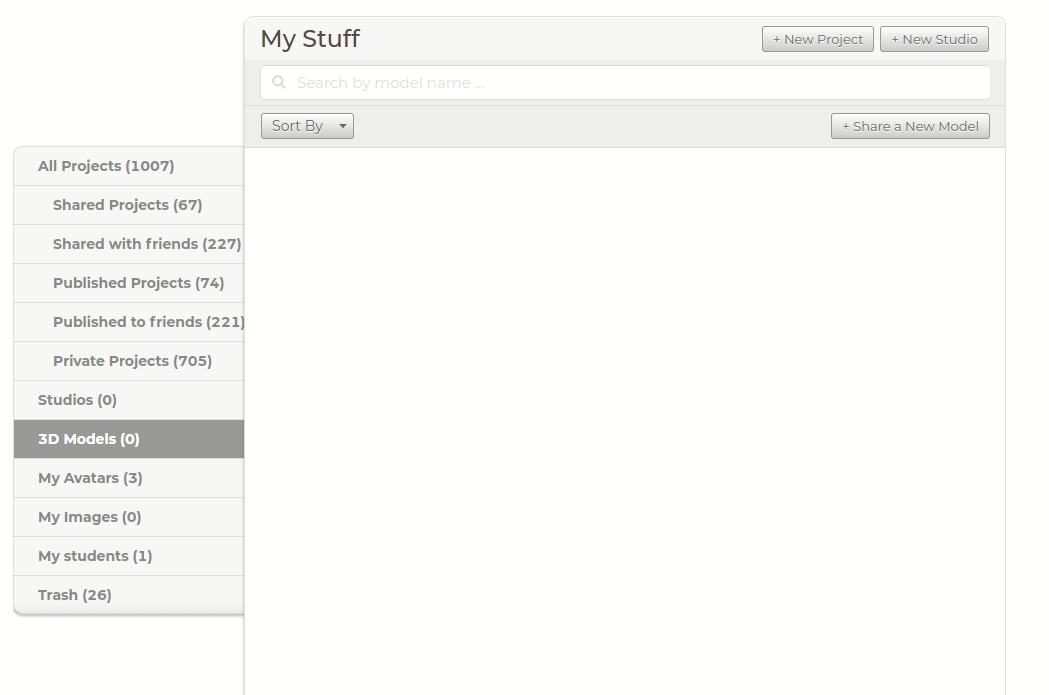 My Stuff
+ New Project
+ New Studio
Search by model name ...
Sort By
+ Share a New Model
All Projects (1007)
Shared Projects (67)
Shared with friends (227)
Published Projects (74)
Published to friends (221)
Private Projects (705)
Studios (0)
3D Models (0)
My Avatars (3)
My Images (0)
My students (1)
Trash (26)